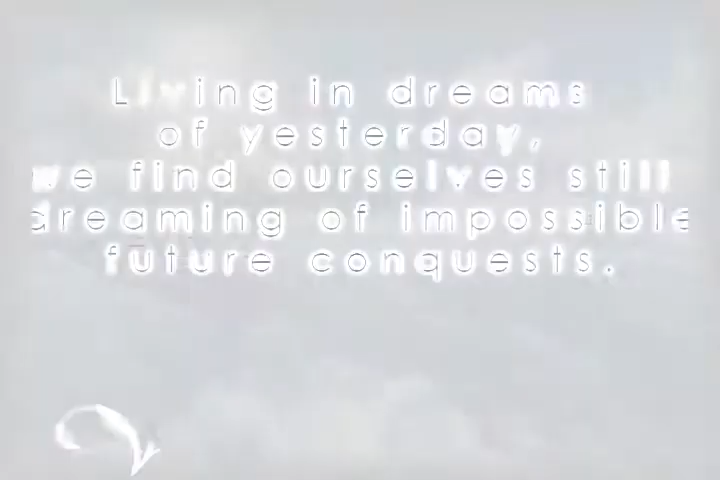 Living in dreams
of yesterday,
we find ourselves still
dreaming of impossible
future conquests.